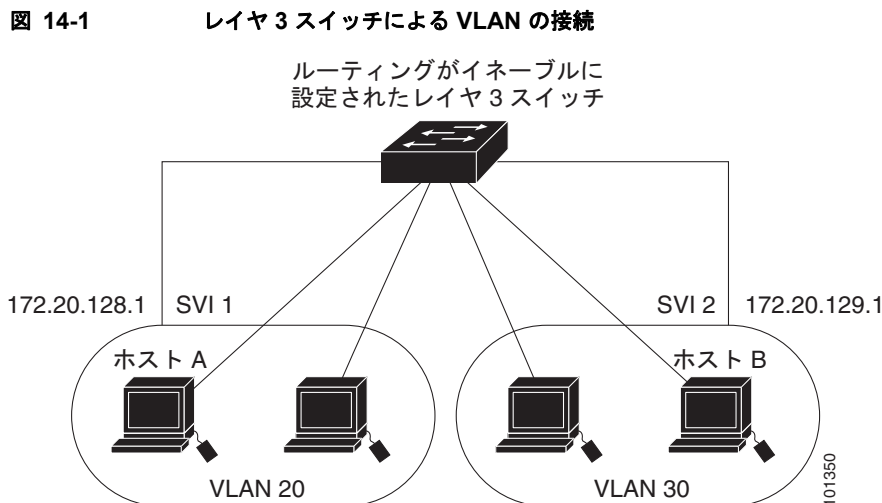 図 14-1 レイヤ 3 スイッチによる VLAN の接続
ルーティングがイネーブルに
設定されたレイヤ 3 スイッチ
172.20.128.1 SVI 1 SVI 2 172.20.129.1
ホスト A ホスト B
VLAN 20 VLAN 30
101350